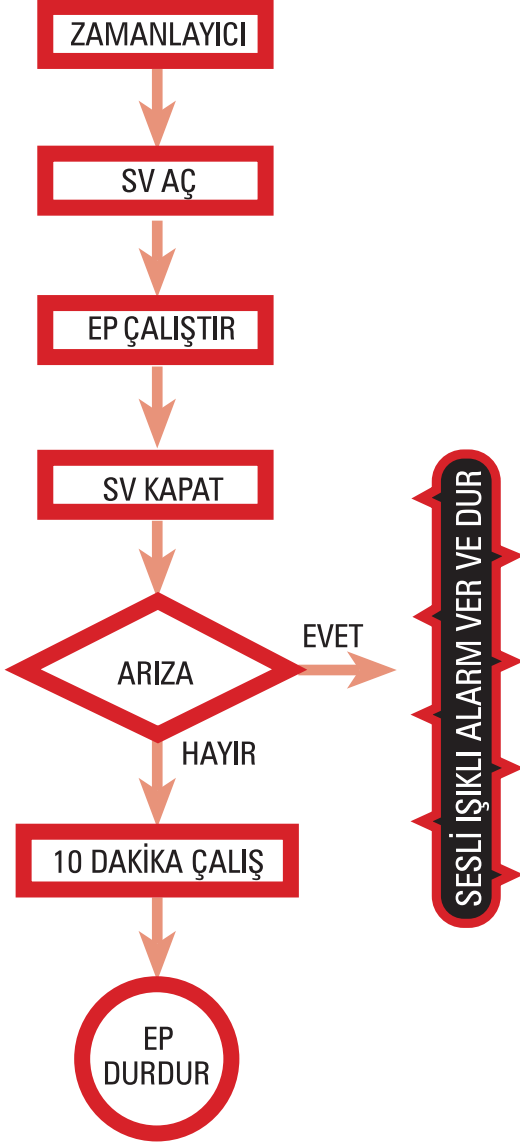 ZAMANLAYICI
SV AÇ
EP ÇALIŞTIR
SV KAPAT
ARIZA
EVET
HAYIR
10 DAKİKA ÇALIŞ
EP
DURDUR
SESLİ IŞIKLI ALARM VER VE DUR